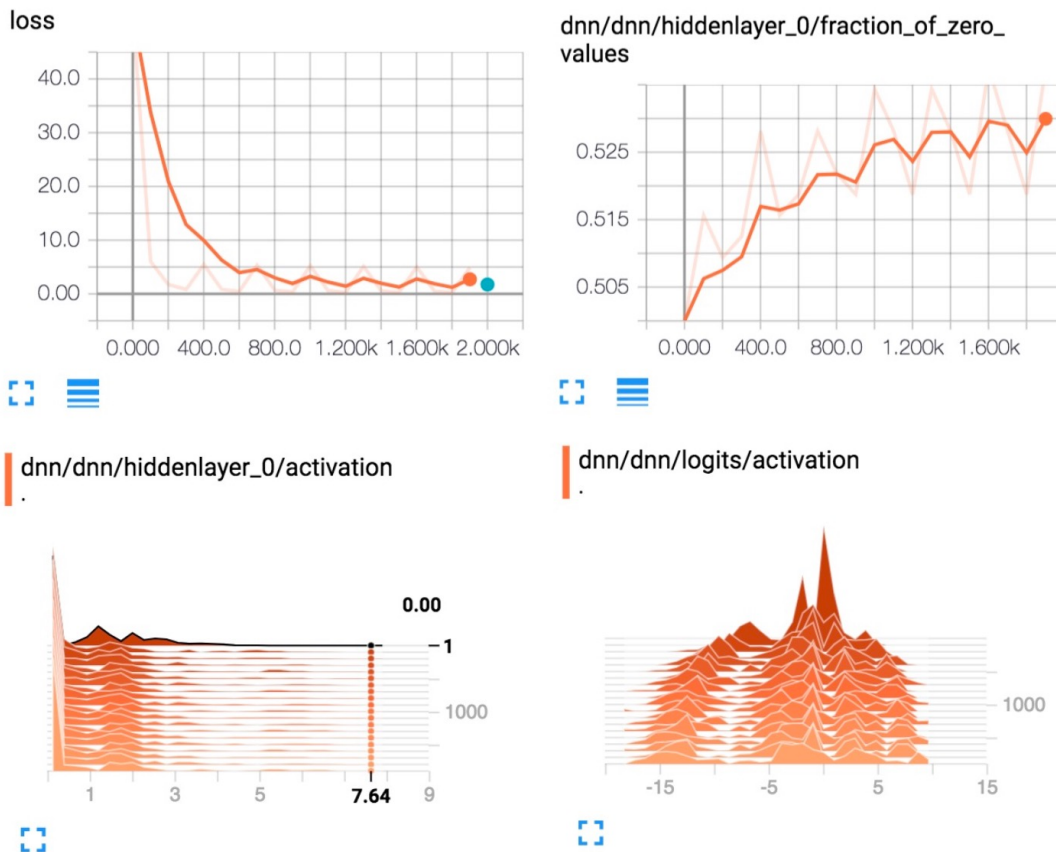 loss
40.0
30.0
20.0
10.0
0.00
0.000 400.0 800.0 1.200k 1.600k 2.000k
dnn/dnn/hiddenlayer_0/fraction_of_zero_
values
0.525
0.515
0.505
0.000 400.0 800.0 1.200k 1.600k
dnn/dnn/hiddenlayer_0/activation
.
0.00
1
1000
1 3 5 7.64 9
dnn/dnn/logits/activation
.
1000
-15 -5 5 15